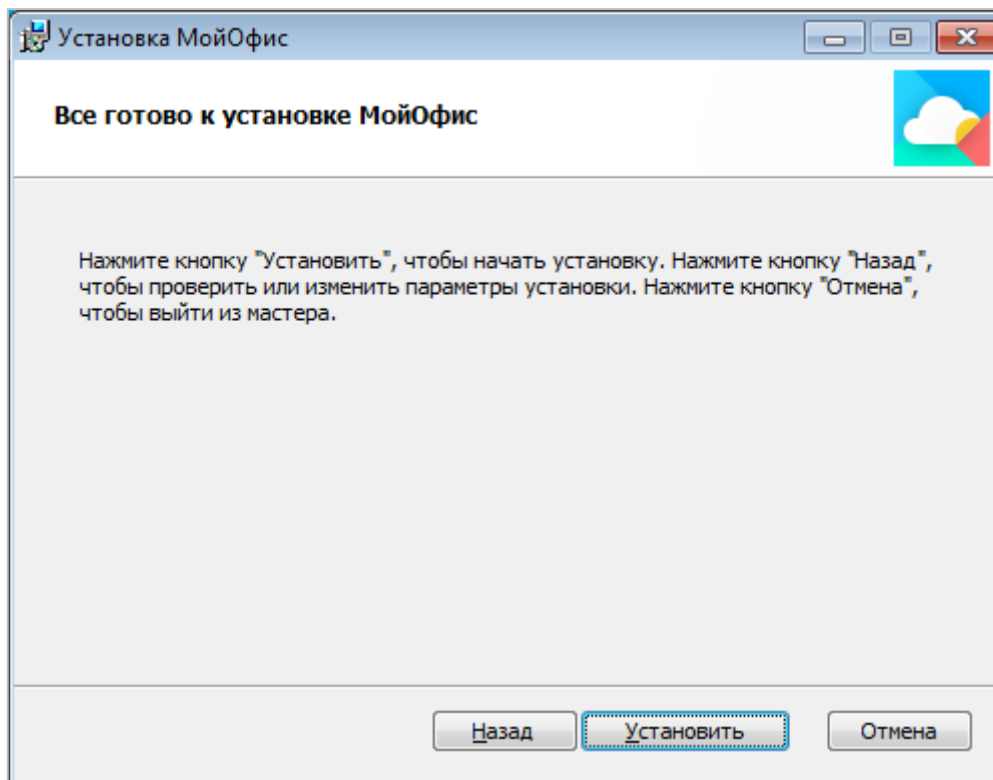 Установка МойОфис
Все готово к установке МойОфис
Нажмите кнопку "Установить", чтобы начать установку. Нажмите кнопку "Назад",
чтобы проверить или изменить параметры установки. Нажмите кнопку "Отмена",
чтобы выйти из мастера.
Назад
Установить
Отмена